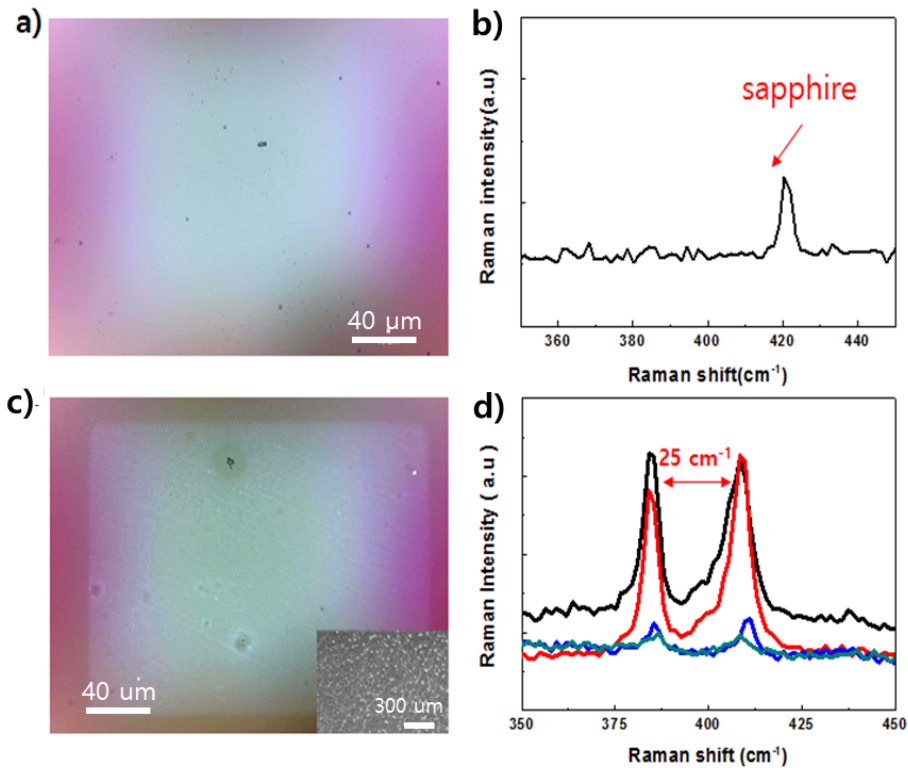 a)
40 µm
b)
sapphire
Raman intensity(a.u)
360 380 400 420 440
Raman shift(cm⁻¹)
c)
40 um
300 um
d)
25 cm⁻¹
Raman Intensity ( a.u )
350 375 400 425 450
Raman shift (cm⁻¹)